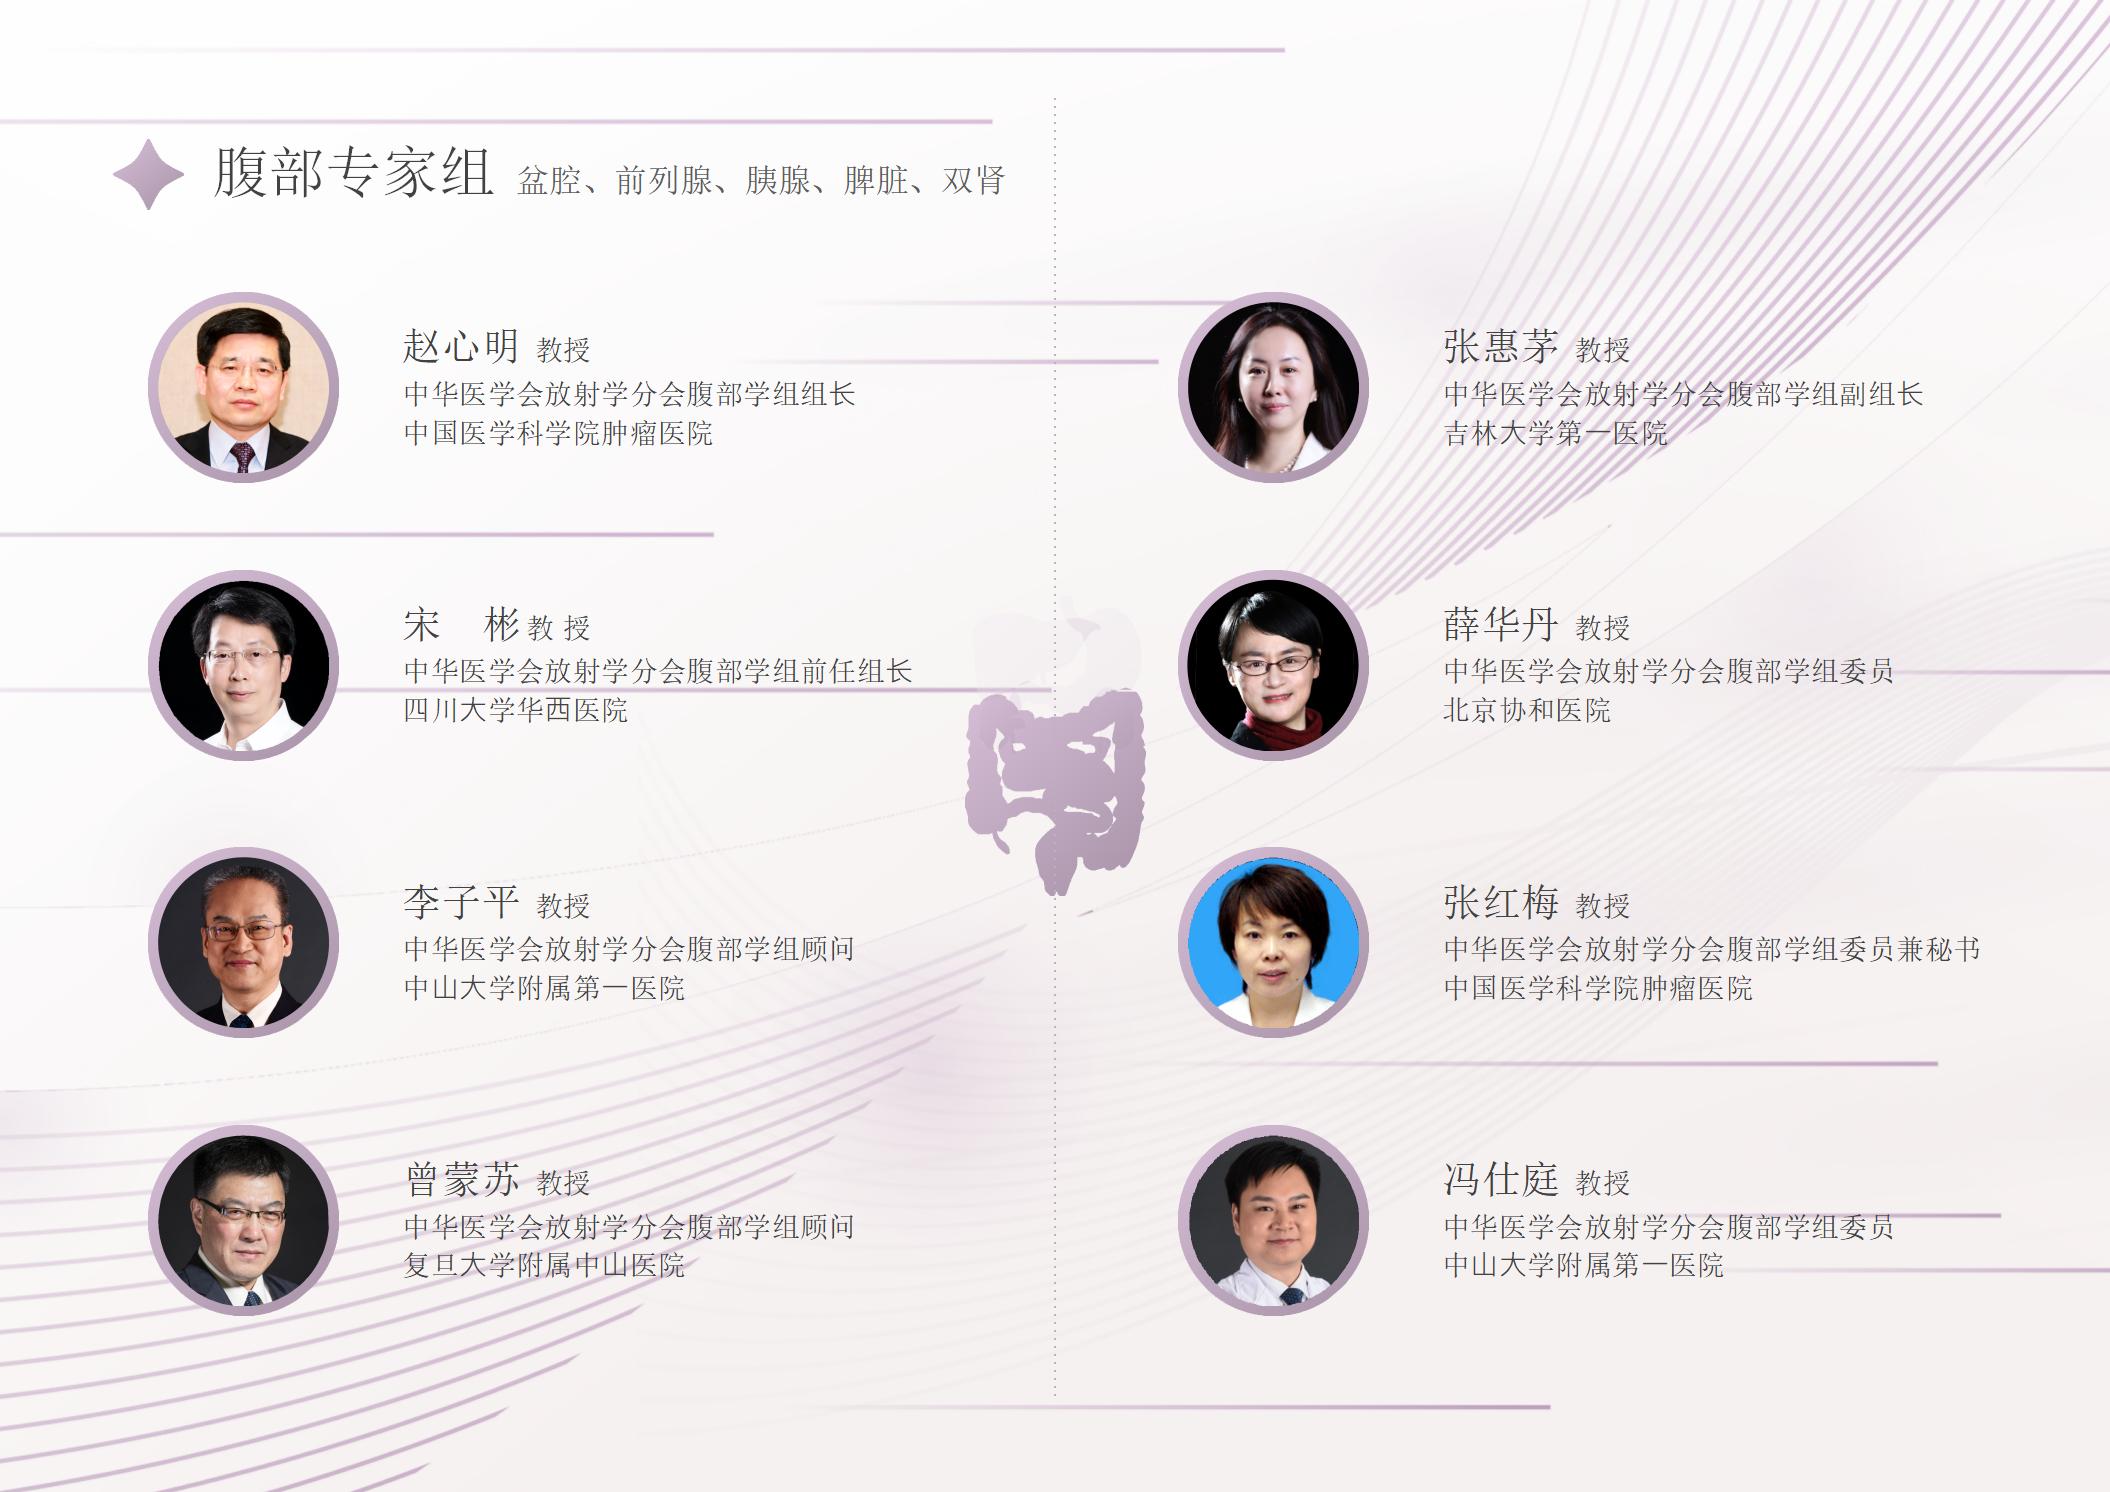 腹部专家组 盆腔、前列腺、胰腺、脾脏、双肾
赵心明 教授
中华医学会放射学分会腹部学组组长
中国医学科学院肿瘤医院
宋 彬 教授
中华医学会放射学分会腹部学组前任组长
四川大学华西医院
李子平 教授
中华医学会放射学分会腹部学组顾问
中山大学附属第一医院
曾蒙苏 教授
中华医学会放射学分会腹部学组顾问
复旦大学附属中山医院
张惠茅 教授
中华医学会放射学分会腹部学组副组长
吉林大学第一医院
薛华丹 教授
中华医学会放射学分会腹部学组委员
北京协和医院
张红梅 教授
中华医学会放射学分会腹部学组委员兼秘书
中国医学科学院肿瘤医院
冯仕庭 教授
中华医学会放射学分会腹部学组委员
中山大学附属第一医院